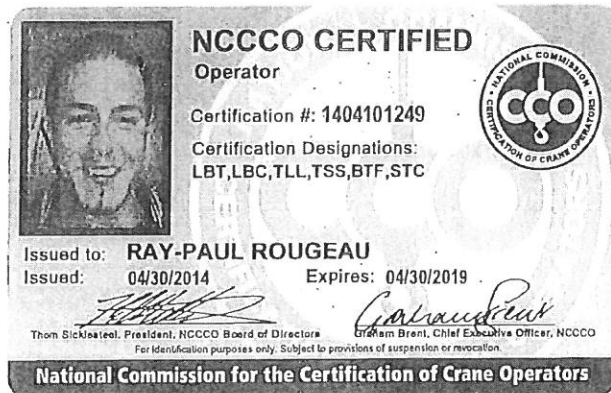 NCCCO CERTIFIED
Operator
NATIONAL COMMISSION
CCO
CERTIFICATION OF CRANE OPERATORS
Certification #: 1404101249
Certification Designations:
LBT,LBC,TLL,TSS,BTF,STC
Issued to: RAY-PAUL ROUGEAU
Issued: 04/30/2014 Expires: 04/30/2019
Thom Sicklesteel, President, NCCCO Board of Directors
Graham Brent, Chief Executive Officer, NCCCO
For identification purposes only. Subject to provisions of suspension or revocation.
National Commission for the Certification of Crane Operators